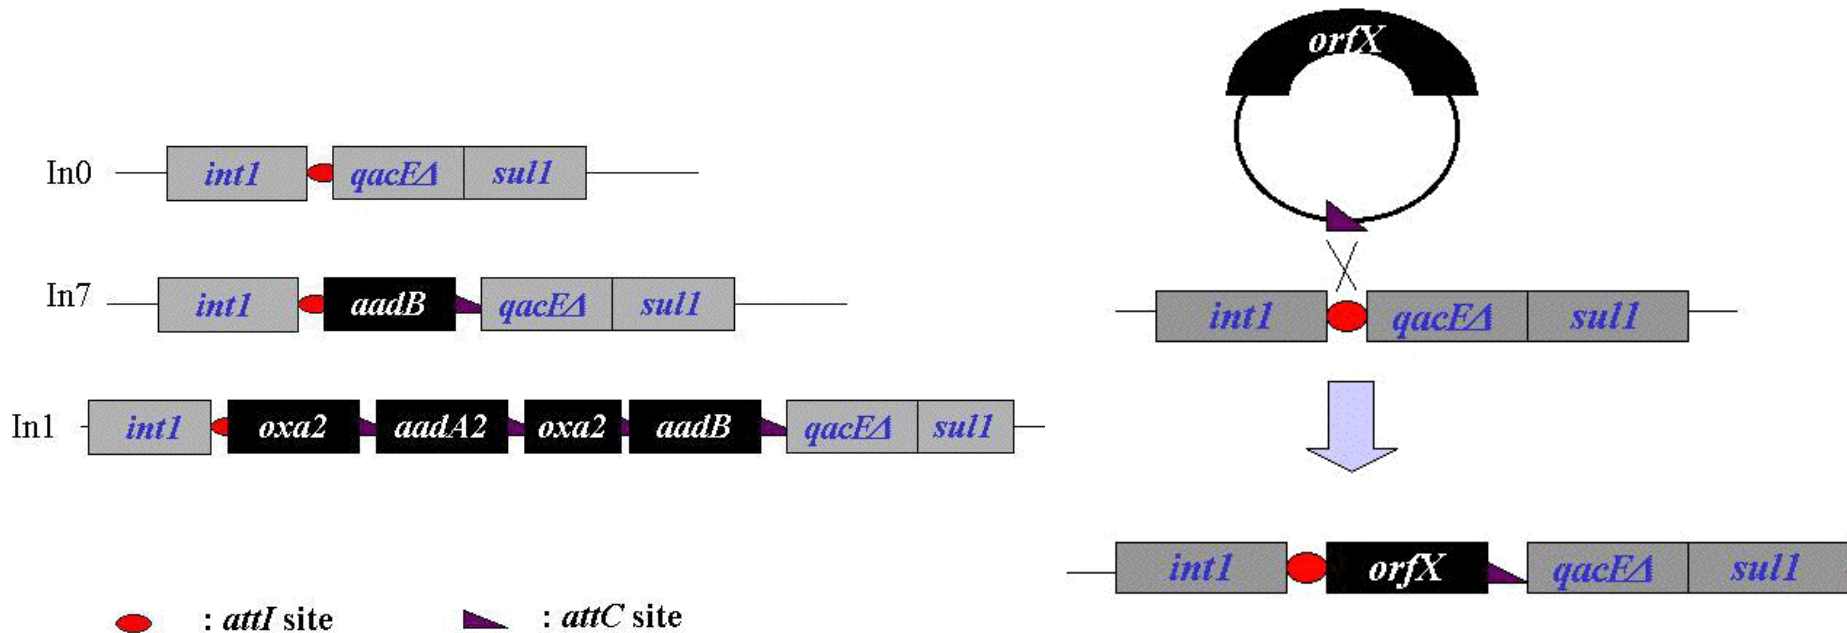 In0 int1 qacEΔ sul1
In7 int1 aadB qacEΔ sul1
In1 int1 oxa2 aadA2 oxa2 aadB qacEΔ sul1
: attI site : attC site
orfX
int1 qacEΔ sul1
int1 orfX qacEΔ sul1